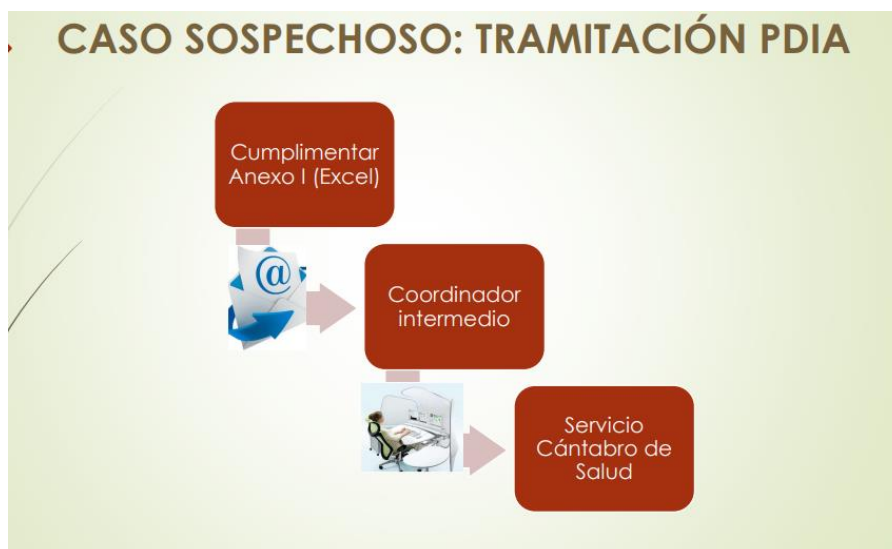 CASO SOSPECHOSO: TRAMITACIÓN PDIA
Cumplimentar
Anexo I (Excel)
@
Coordinador
intermedio
Servicio
Cántabro de
Salud